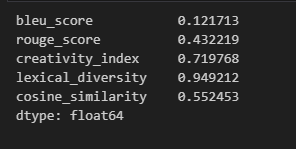 bleu_score 0.121713
rouge_score 0.432219
creativity_index 0.719768
lexical_diversity 0.949212
cosine_similarity 0.552453
dtype: float64